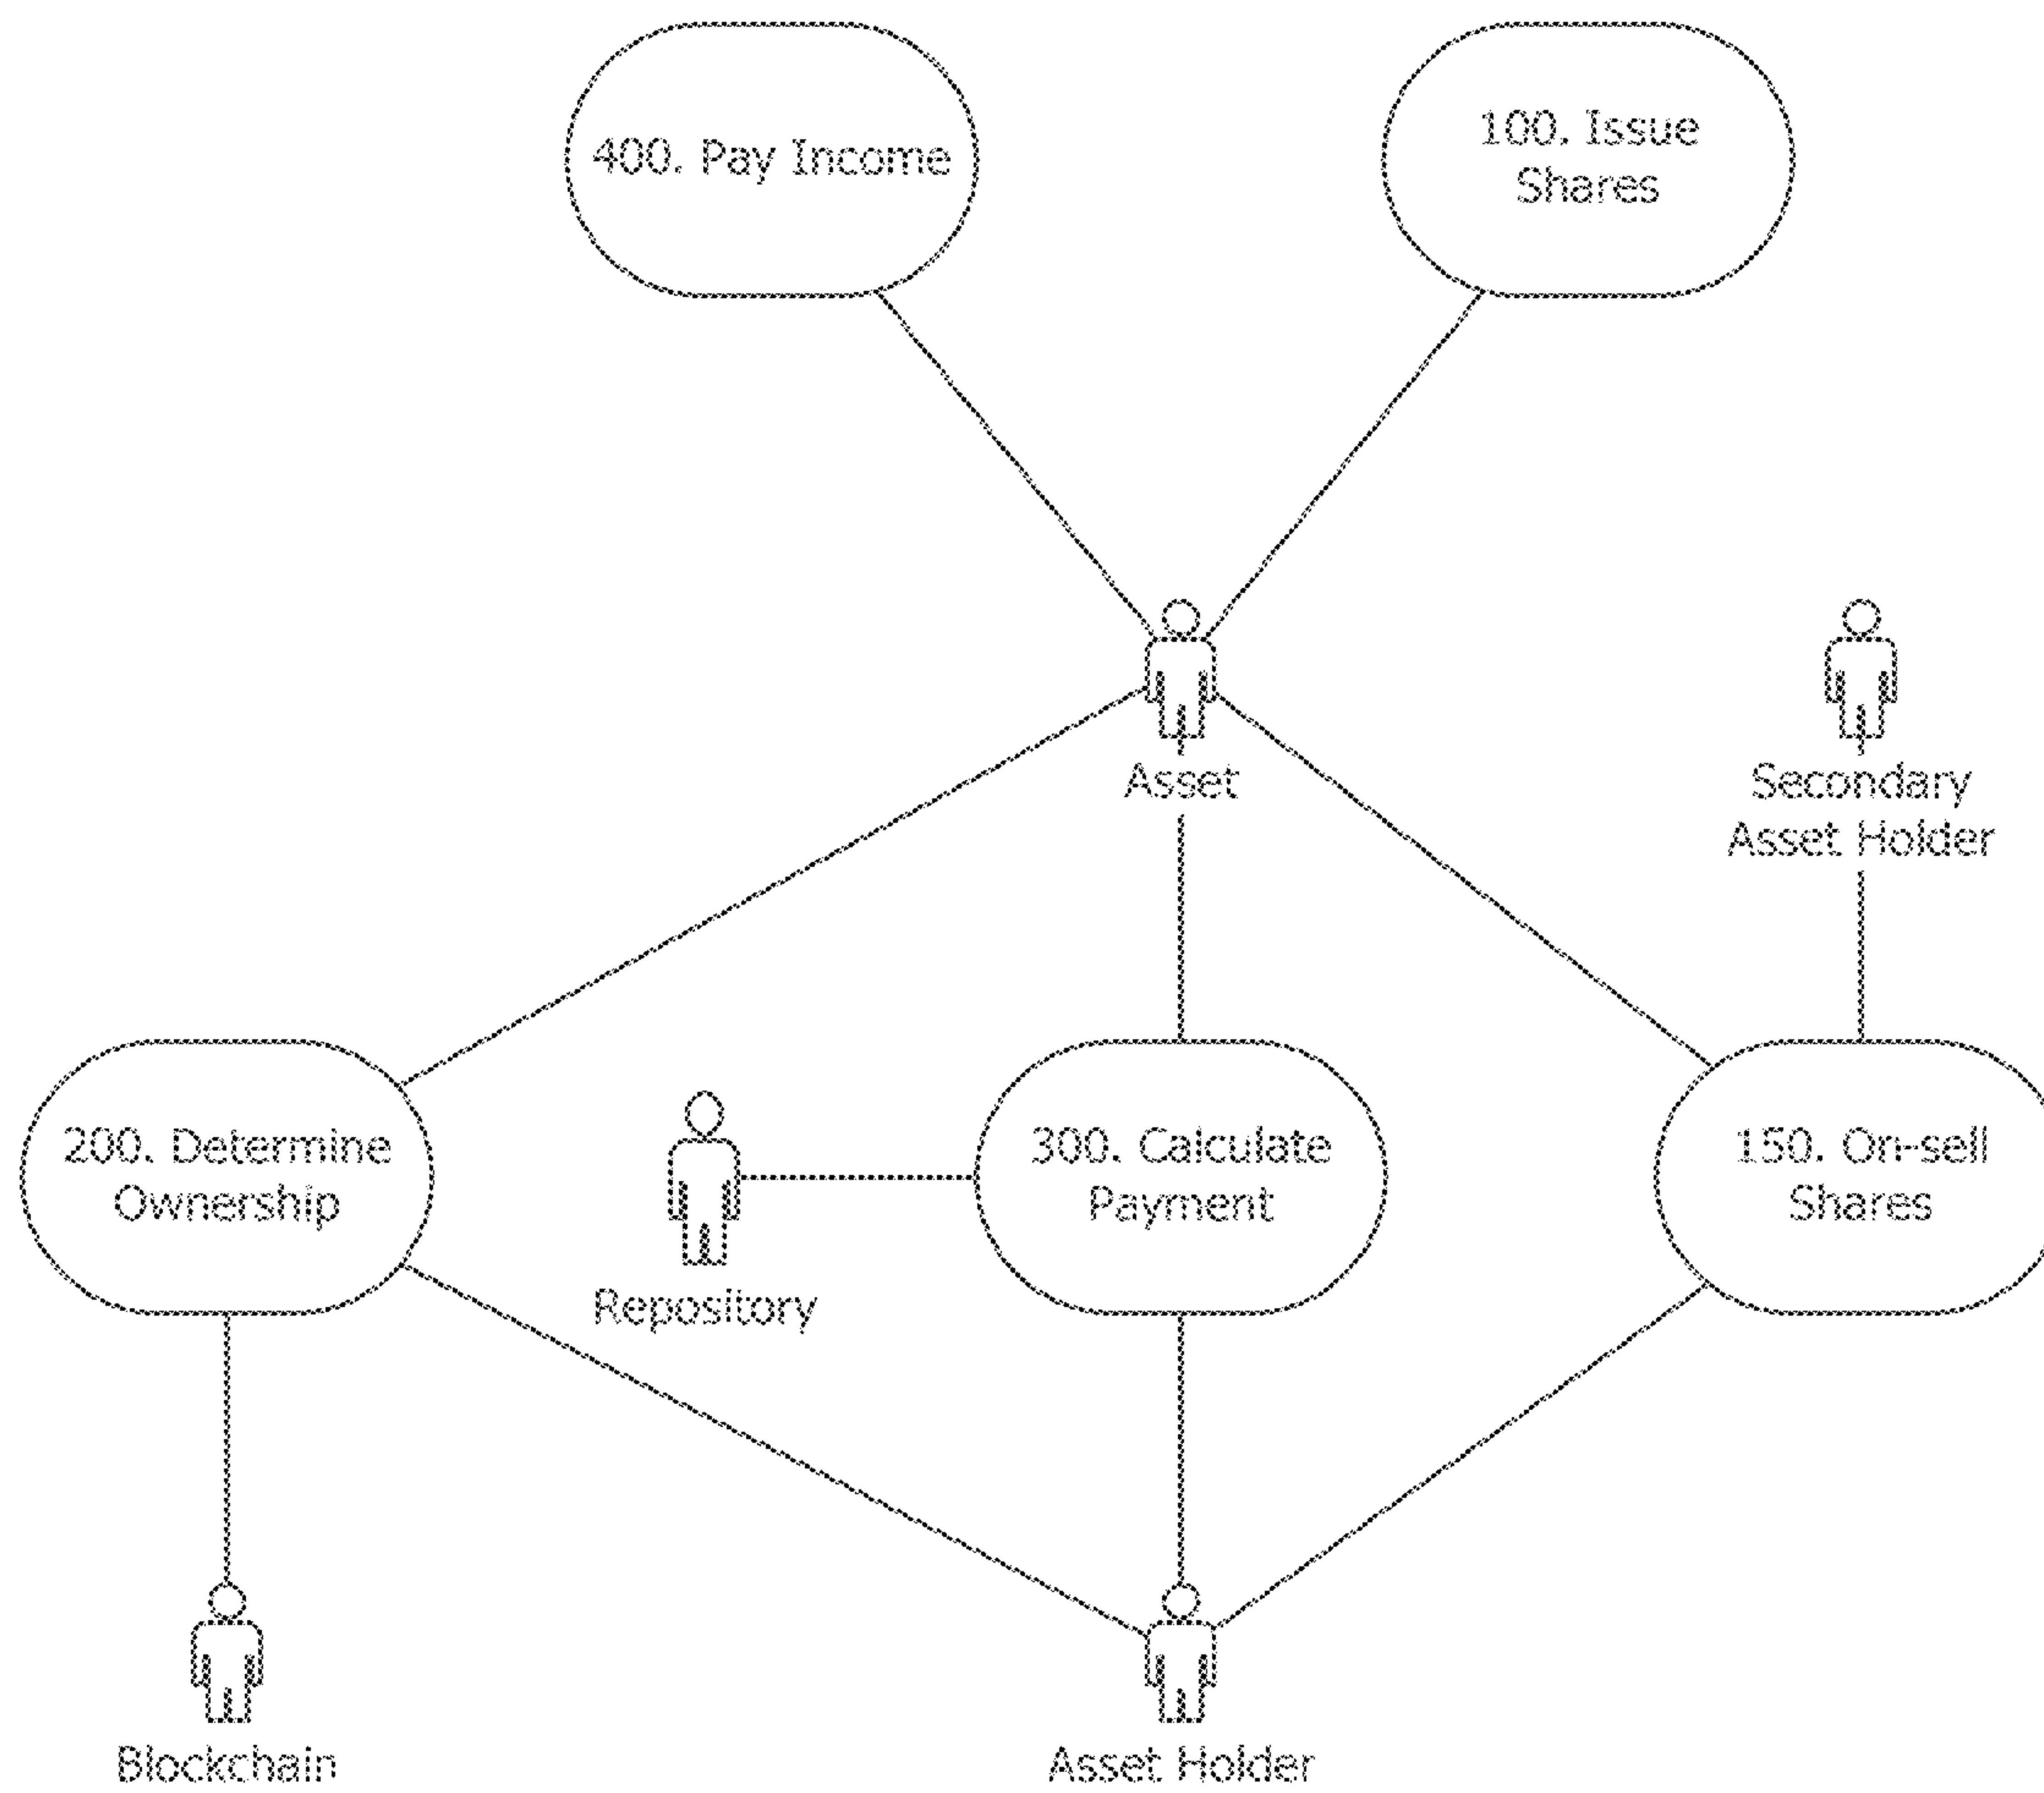 400. Pay Income
100. Issue
Shares
Asset
Secondary
Asset Holder
200. Determine
Ownership
Repository
300. Calculate
Payment
150. On-sell
Shares
Blockchain
Asset Holder